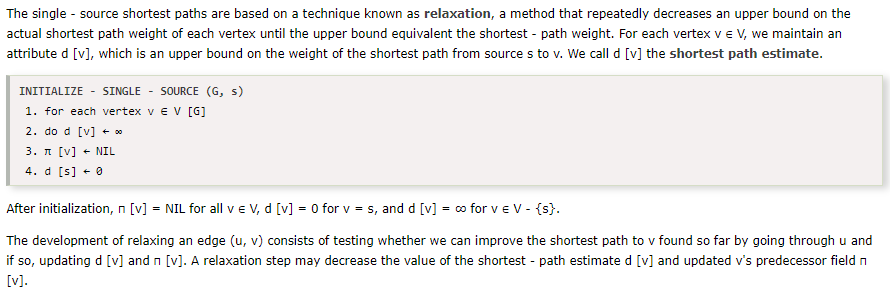 The single - source shortest paths are based on a technique known as relaxation, a method that repeatedly decreases an upper bound on the
actual shortest path weight of each vertex until the upper bound equivalent the shortest - path weight. For each vertex v ∈ V, we maintain an
attribute d [v], which is an upper bound on the weight of the shortest path from source s to v. We call d [v] the shortest path estimate.
INITIALIZE - SINGLE - SOURCE (G, s)
1. for each vertex v ∈ V [G]
2. do d [v] ← ∞
3. π [v] ← NIL
4. d [s] ← 0
After initialization, π [v] = NIL for all v ∈ V, d [v] = 0 for v = s, and d [v] = ∞ for v ∈ V - {s}.
The development of relaxing an edge (u, v) consists of testing whether we can improve the shortest path to v found so far by going through u and
if so, updating d [v] and π [v]. A relaxation step may decrease the value of the shortest - path estimate d [v] and updated v's predecessor field π
[v].